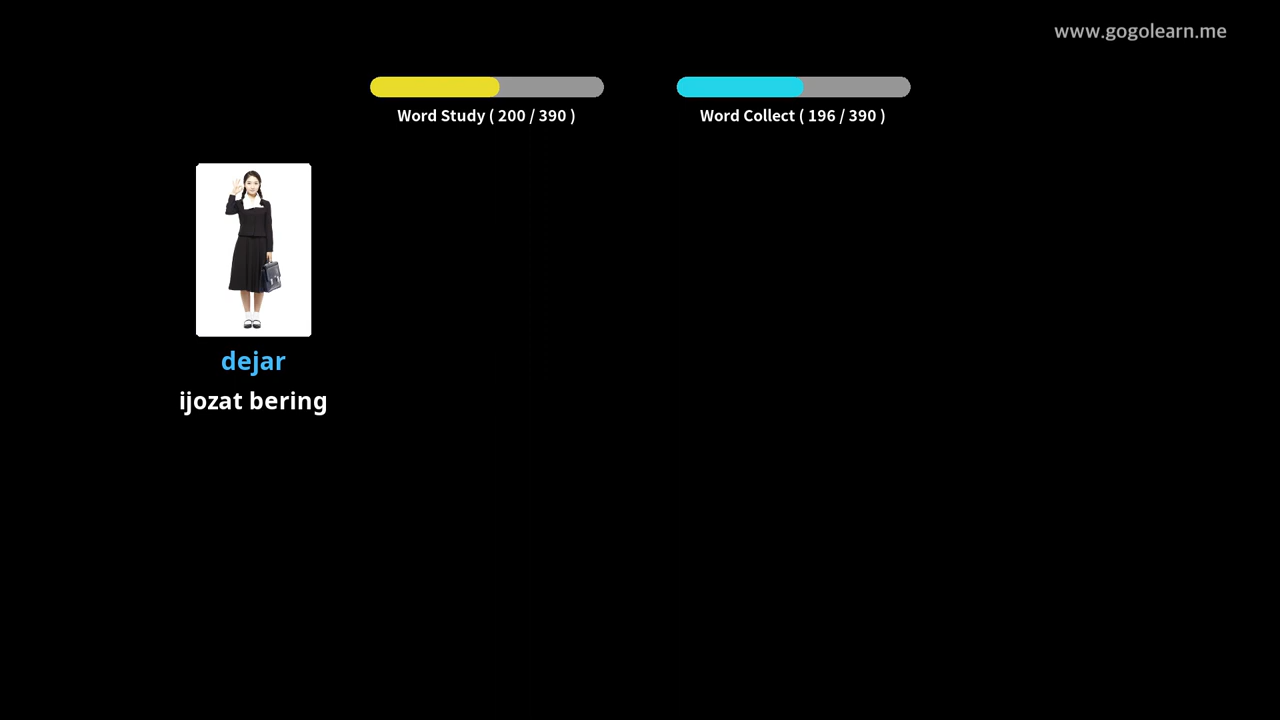 www.gogolearn.me
Word Study ( 200 / 390 )
Word Collect ( 196 / 390 )
dejar
ijozat bering